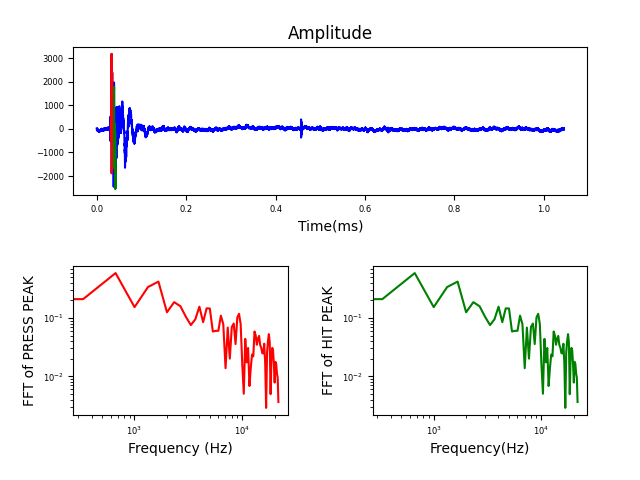 Amplitude
3000
2000
1000
0
−1000
−2000
0.0 0.2 0.4 0.6 0.8 1.0
Time(ms)
FFT of PRESS PEAK
10⁻¹
10⁻²
10³ 10⁴
Frequency (Hz)
FFT of HIT PEAK
10⁻¹
10⁻²
10³ 10⁴
Frequency(Hz)